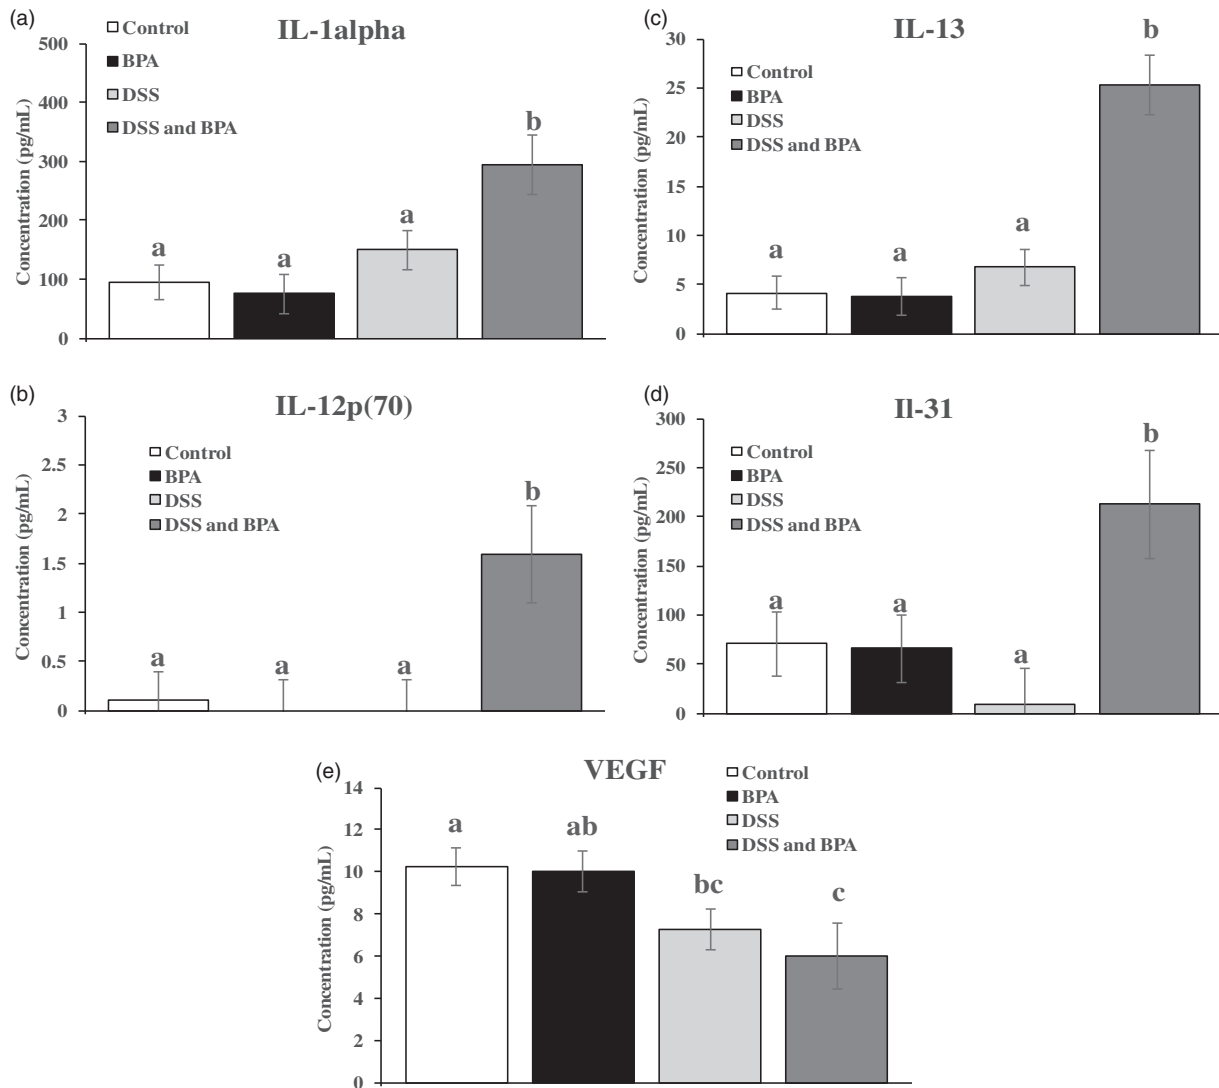 (a)
IL-1alpha
Concentration (pg/mL)
500
400
300
200
100
0
Control
BPA
DSS
DSS and BPA
a
a
a
b
(c)
IL-13
Concentration (pg/mL)
30
25
20
15
10
5
0
Control
BPA
DSS
DSS and BPA
a
a
a
b
(b)
IL-12p(70)
Concentration (pg/mL)
3
2.5
2
1.5
1
0.5
0
Control
BPA
DSS
DSS and BPA
a
a
a
b
(d)
Il-31
Concentration (pg/mL)
300
250
200
150
100
50
0
Control
BPA
DSS
DSS and BPA
a
a
a
b
(e)
VEGF
Concentration (pg/mL)
14
12
10
8
6
4
2
0
Control
BPA
DSS
DSS and BPA
a
ab
bc
c